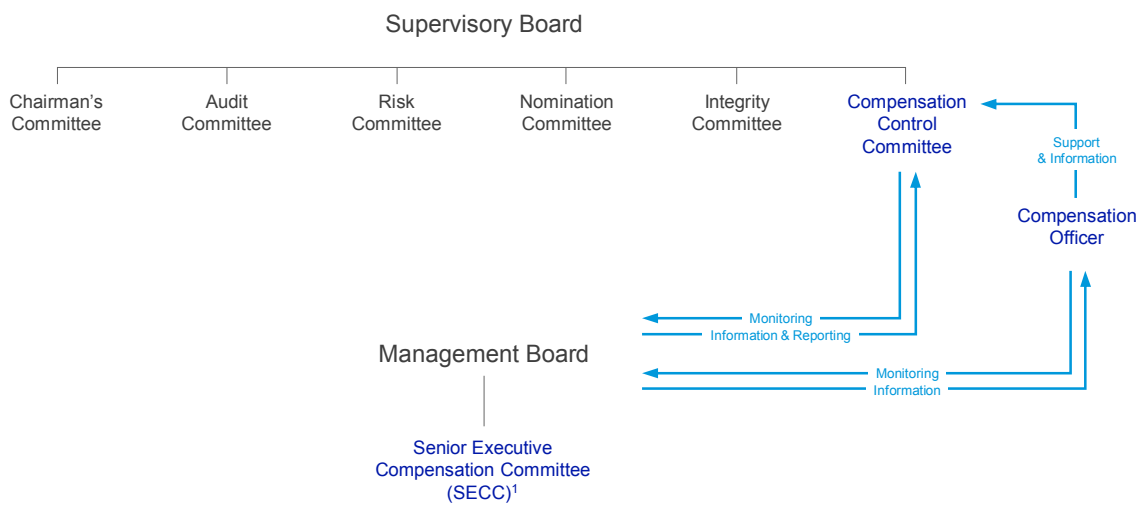 Supervisory Board
Chairman's
Committee
Audit
Committee
Risk
Committee
Nomination
Committee
Integrity
Committee
Compensation
Control
Committee
Support
& Information
Compensation
Officer
Monitoring
Information & Reporting
Management Board
Monitoring
Information
Senior Executive
Compensation Committee
(SECC)¹